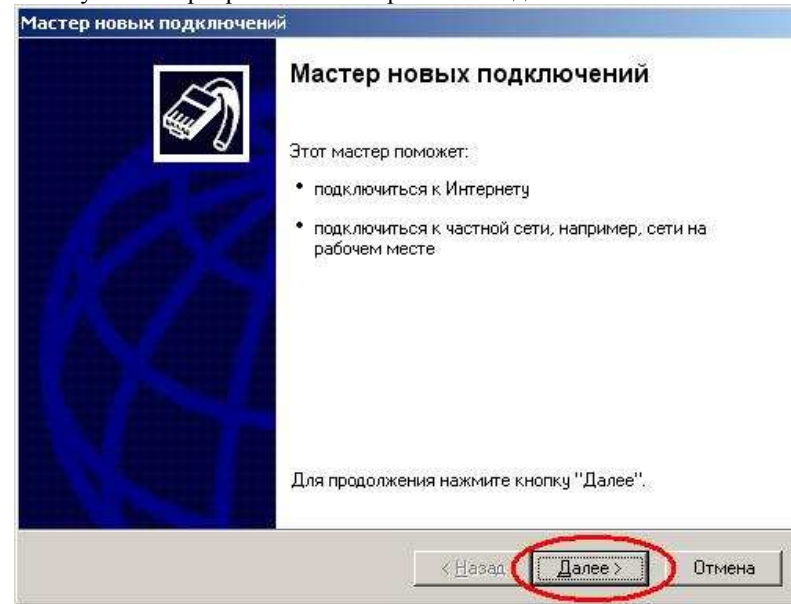 Мастер новых подключений
Мастер новых подключений
Этот мастер поможет:
• подключиться к Интернету
• подключиться к частной сети, например, сети на
рабочем месте
Для продолжения нажмите кнопку "Далее".
< Назад
Далее >
Отмена